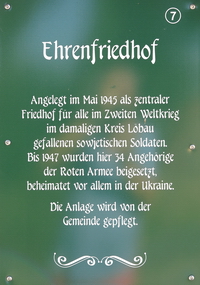 7
Ehrenfriedhof
Angelegt im Mai 1945 als zentraler
Friedhof für alle im Zweiten Weltkrieg
im damaligen Kreis Löbau
gefallenen sowjetischen Soldaten.
Bis 1947 wurden hier 34 Angehörige
der Roten Armee beigesetzt,
beheimatet vor allem in der Ukraine.
Die Anlage wird von der
Gemeinde gepflegt.